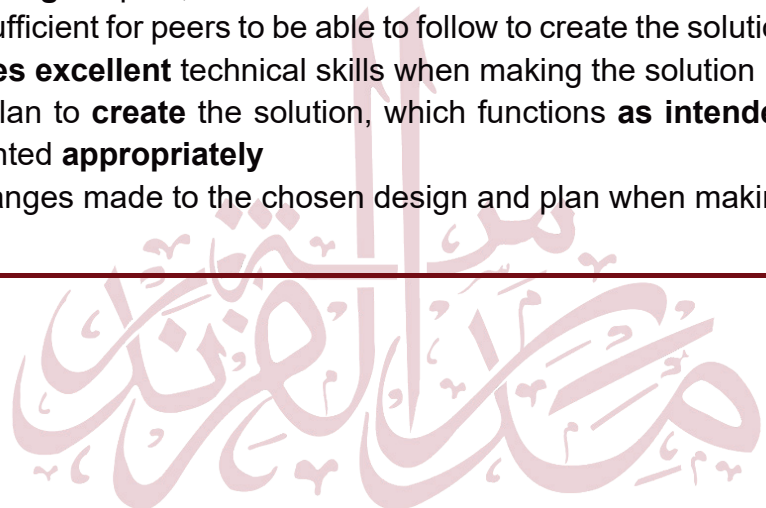 ufficient for peers to be able to follow to create the solutio
es excellent technical skills when making the solution
lan to create the solution, which functions as intende
nted appropriately
anges made to the chosen design and plan when makin